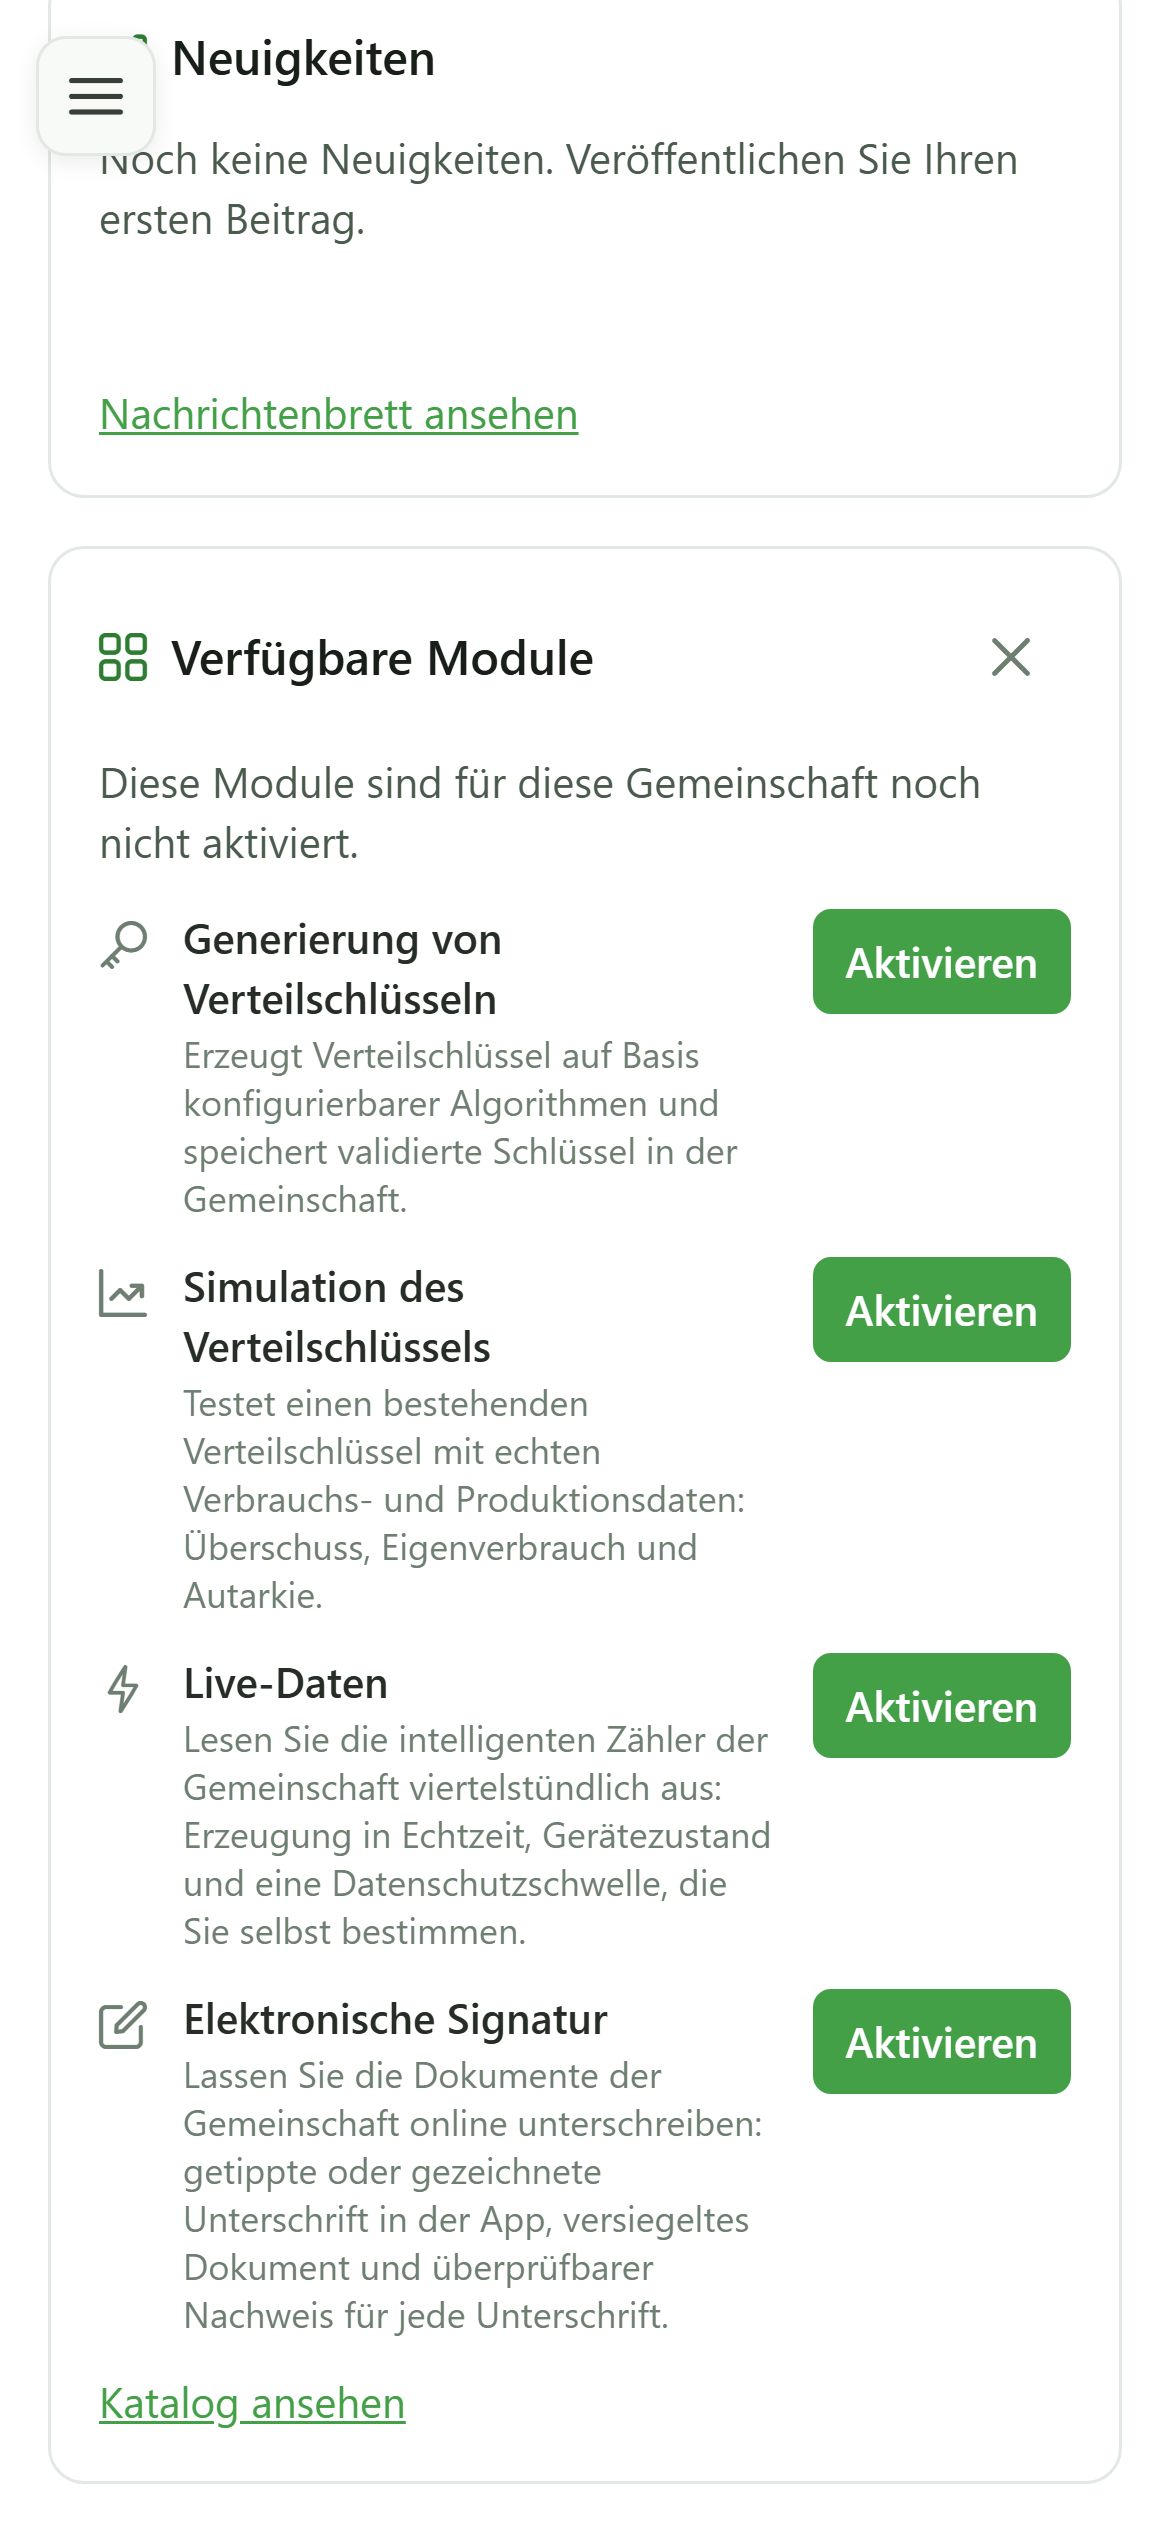 Neuigkeiten
Noch keine Neuigkeiten. Veröffentlichen Sie Ihren
ersten Beitrag.
Nachrichtenbrett ansehen
Verfügbare Module
Diese Module sind für diese Gemeinschaft noch
nicht aktiviert.
Generierung von
Verteilschlüsseln
Aktivieren
Erzeugt Verteilschlüssel auf Basis
konfigurierbarer Algorithmen und
speichert validierte Schlüssel in der
Gemeinschaft.
Simulation des
Verteilschlüssels
Aktivieren
Testet einen bestehenden
Verteilschlüssel mit echten
Verbrauchs- und Produktionsdaten:
Überschuss, Eigenverbrauch und
Autarkie.
Live-Daten
Aktivieren
Lesen Sie die intelligenten Zähler der
Gemeinschaft viertelstündlich aus:
Erzeugung in Echtzeit, Gerätezustand
und eine Datenschutzschwelle, die
Sie selbst bestimmen.
Elektronische Signatur
Aktivieren
Lassen Sie die Dokumente der
Gemeinschaft online unterschreiben:
getippte oder gezeichnete
Unterschrift in der App, versiegeltes
Dokument und überprüfbarer
Nachweis für jede Unterschrift.
Katalog ansehen